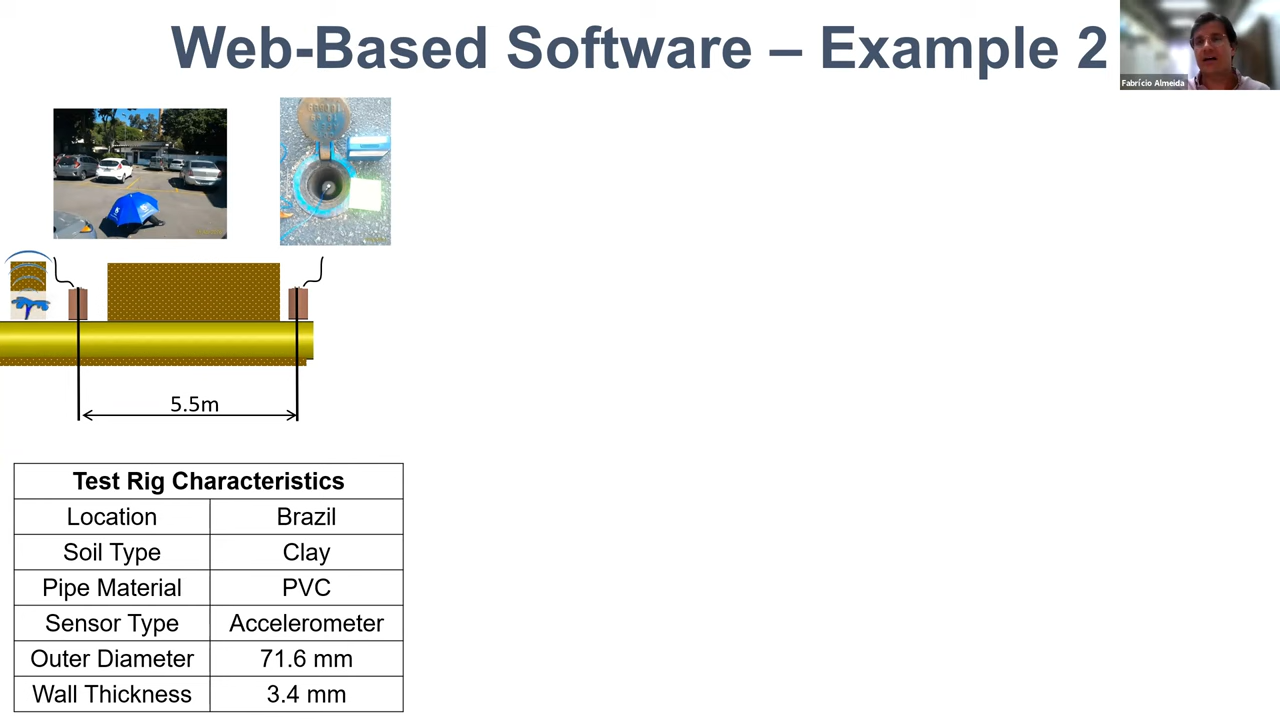 Web-Based Software – Example 2
Fabrício Almeida
5.5m
Test Rig Characteristics
Location Brazil
Soil Type Clay
Pipe Material PVC
Sensor Type Accelerometer
Outer Diameter 71.6 mm
Wall Thickness 3.4 mm